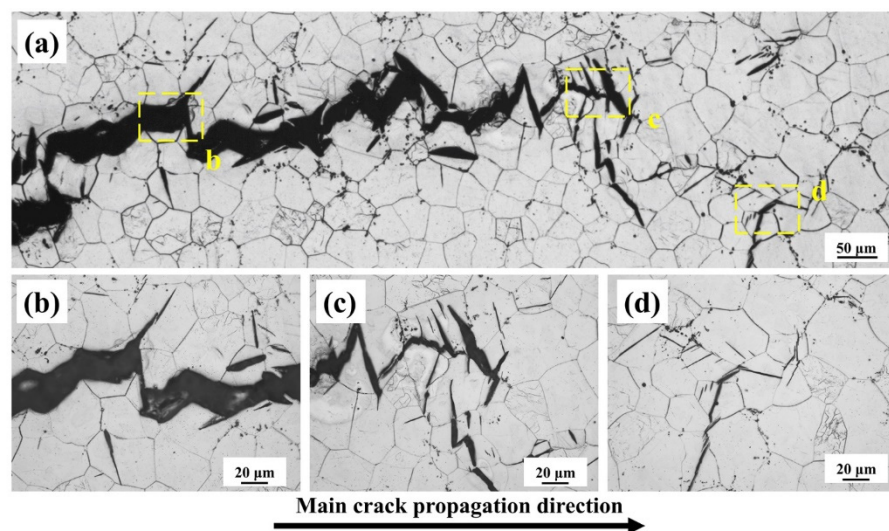 (a)
b
c
d
50 μm
(b)
20 μm
(c)
20 μm
(d)
20 μm
Main crack propagation direction